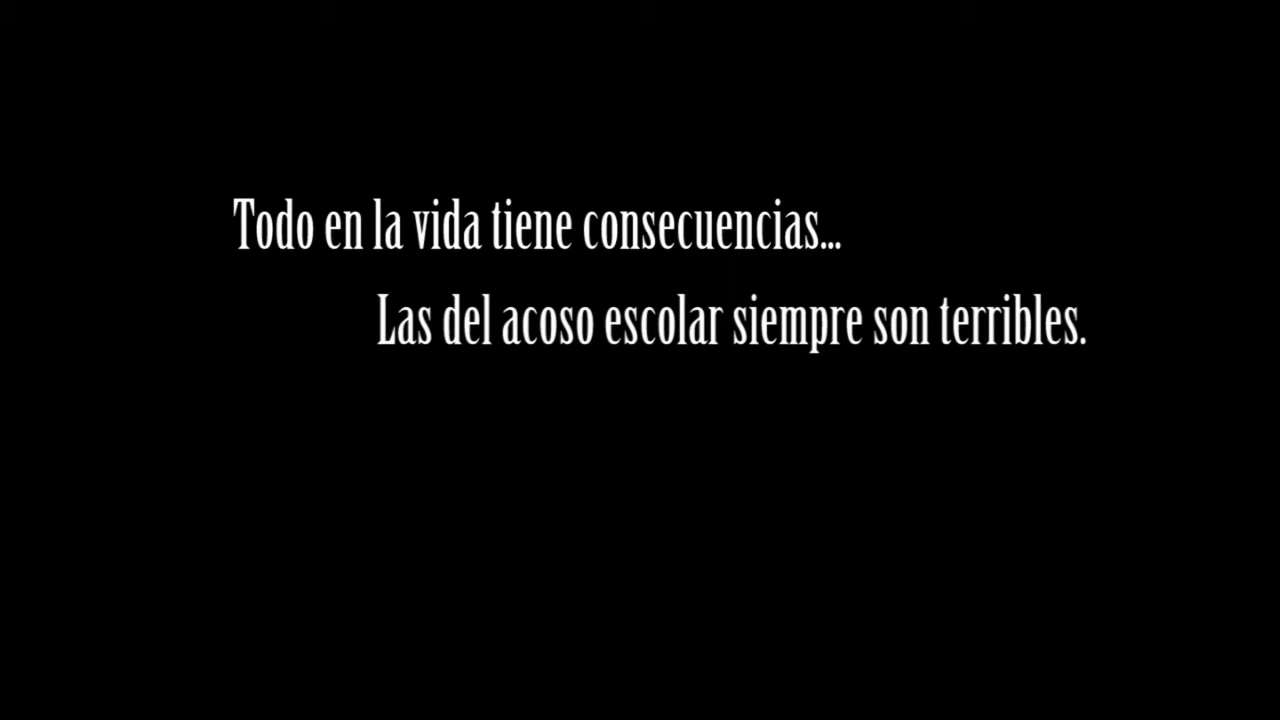 Todo en la vida tiene consecuencias...
Las del acoso escolar siempre son terribles.